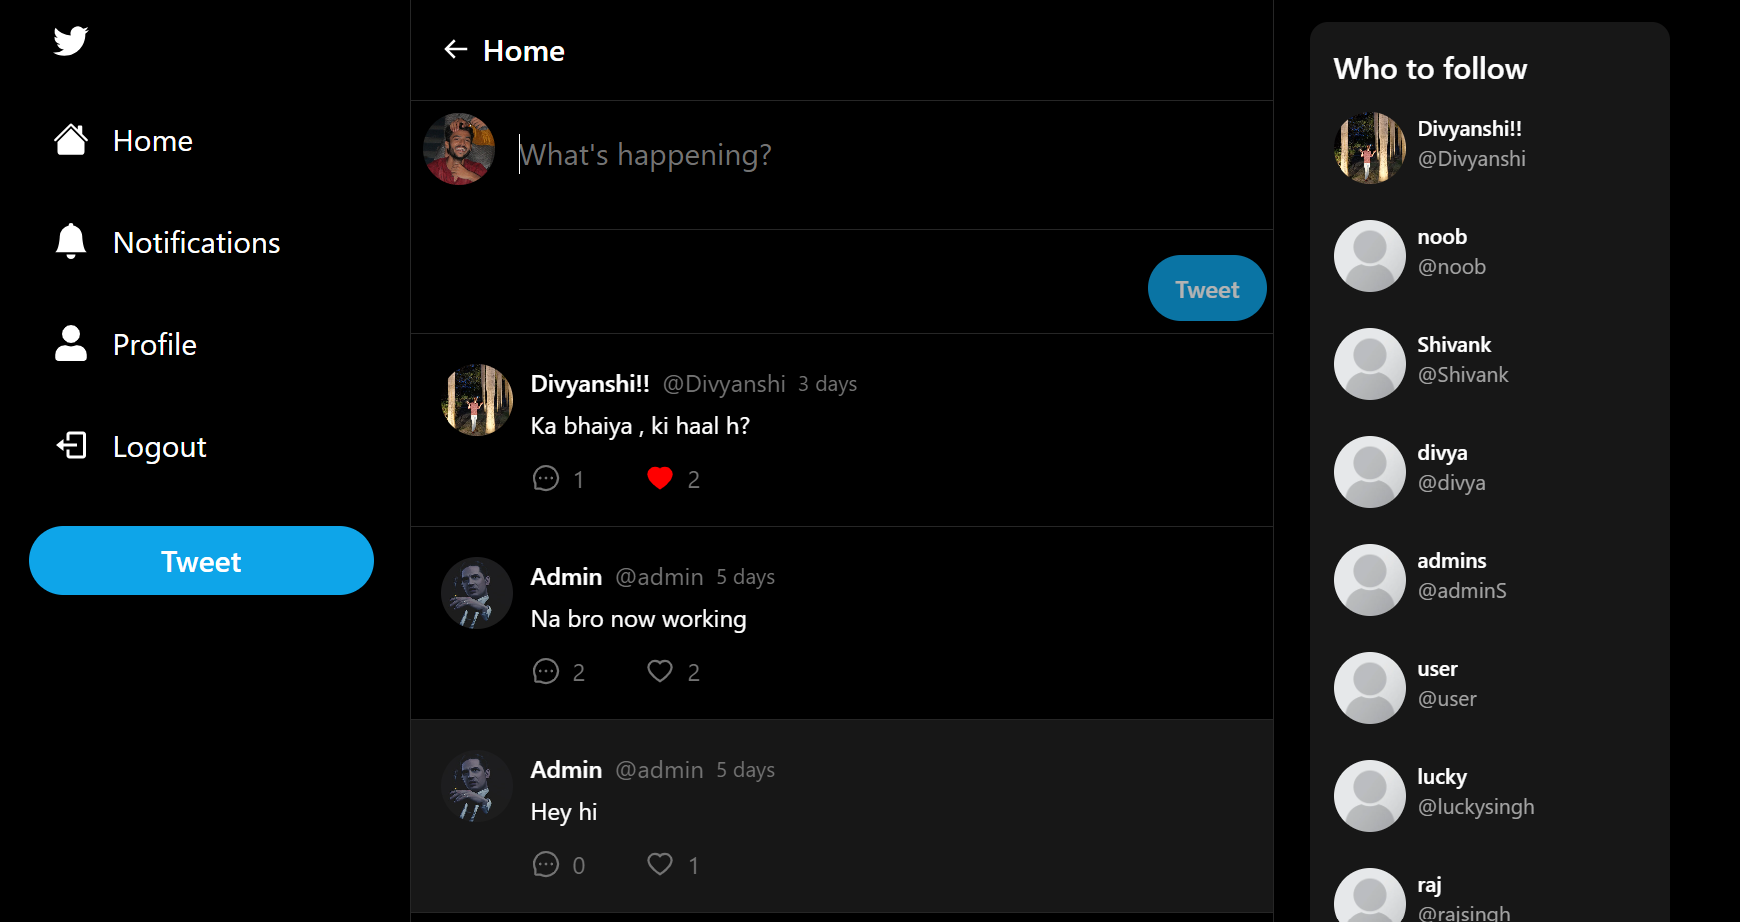 Home
Notifications
Profile
Logout
Tweet
Home
What's happening?
Tweet
Divyanshi!! @Divyanshi 3 days
Ka bhaiya , ki haal h?
1 2
Admin @admin 5 days
Na bro now working
2 2
Admin @admin 5 days
Hey hi
0 1
Who to follow
Divyanshi!!
@Divyanshi
noob
@noob
Shivank
@Shivank
divya
@divya
admins
@adminS
user
@user
lucky
@luckysingh
raj
@rajsingh